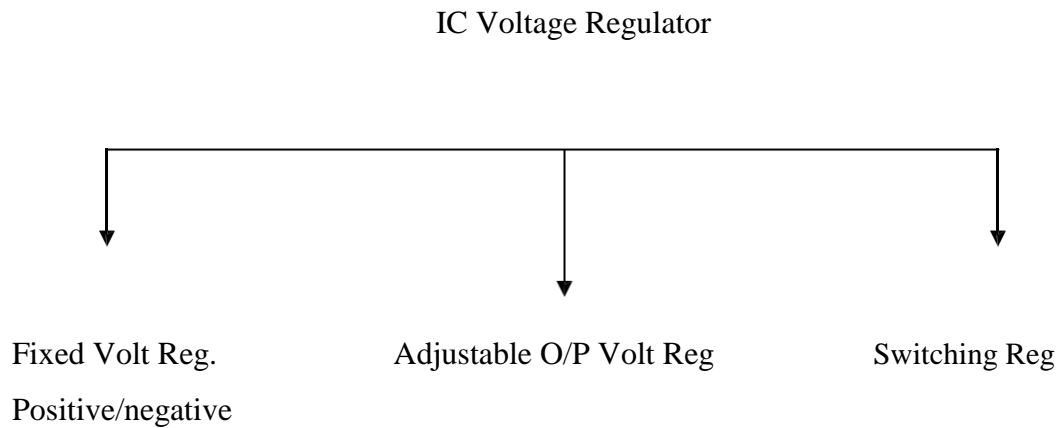 IC Voltage Regulator
Fixed Volt Reg.
Positive/negative
Adjustable O/P Volt Reg
Switching Reg